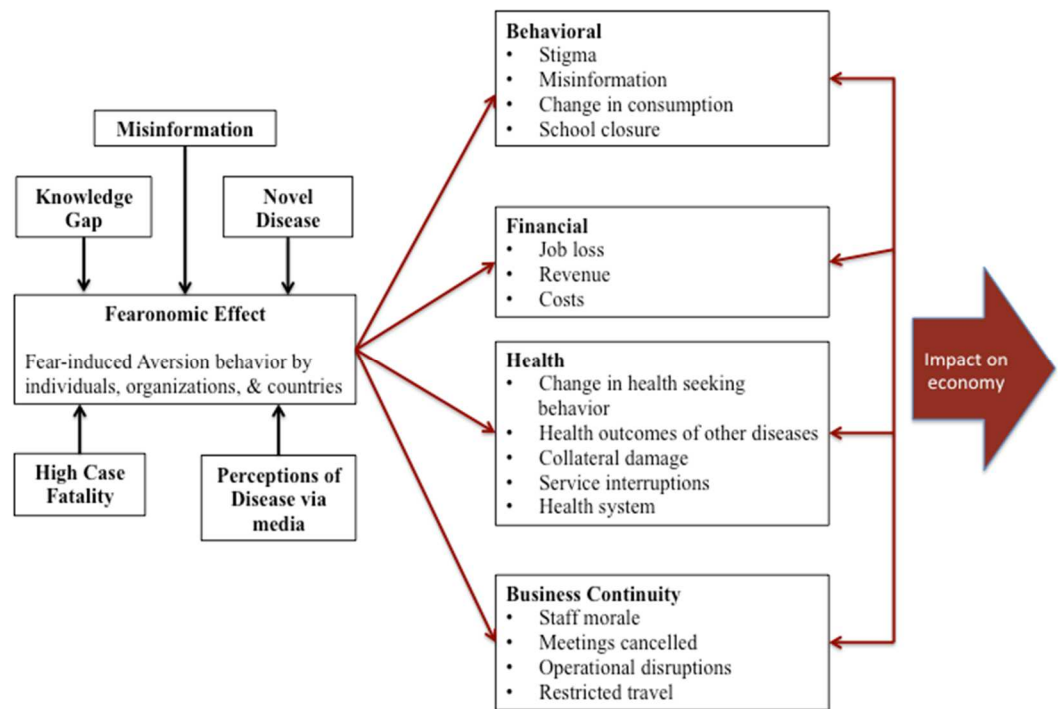 Misinformation
Knowledge
Gap
Novel
Disease
Fearonomic Effect
Fear-induced Aversion behavior by
individuals, organizations, & countries
High Case
Fatality
Perceptions of
Disease via
media
Behavioral
• Stigma
• Misinformation
• Change in consumption
• School closure
Financial
• Job loss
• Revenue
• Costs
Health
• Change in health seeking
behavior
• Health outcomes of other diseases
• Collateral damage
• Service interruptions
• Health system
Business Continuity
• Staff morale
• Meetings cancelled
• Operational disruptions
• Restricted travel
Impact on
economy